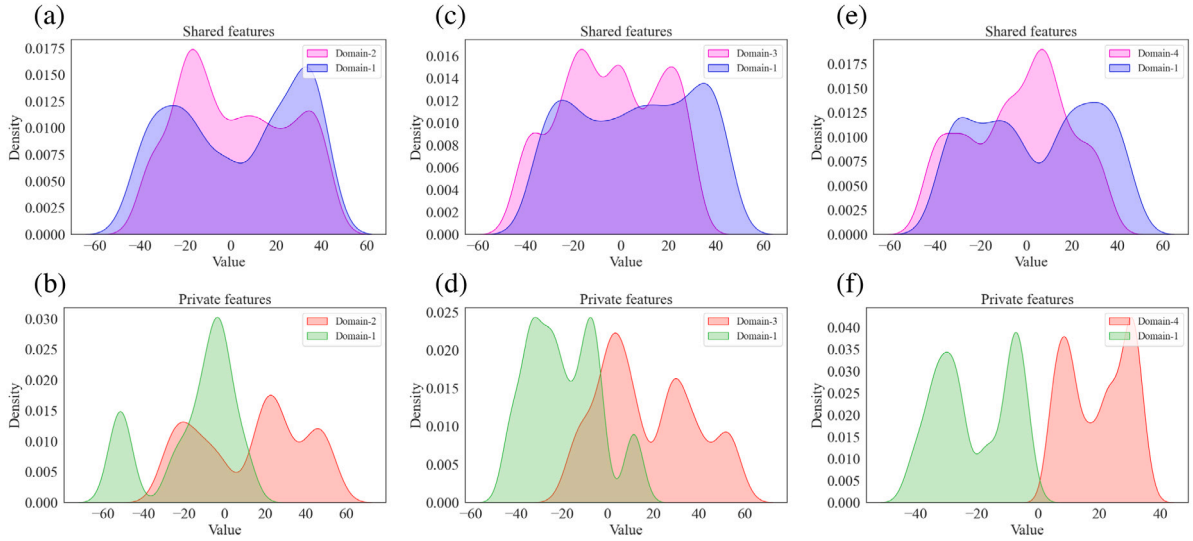 (a)
Shared features
Domain-2
Domain-1
Density
0.0175
0.0150
0.0125
0.0100
0.0075
0.0050
0.0025
0.0000
−60 −40 −20 0 20 40 60
Value
(c)
Shared features
Domain-3
Domain-1
Density
0.016
0.014
0.012
0.010
0.008
0.006
0.004
0.002
0.000
−60 −40 −20 0 20 40 60
Value
(e)
Shared features
Domain-4
Domain-1
Density
0.0175
0.0150
0.0125
0.0100
0.0075
0.0050
0.0025
0.0000
−60 −40 −20 0 20 40 60
Value
(b)
Private features
Domain-2
Domain-1
Density
0.030
0.025
0.020
0.015
0.010
0.005
0.000
−60 −40 −20 0 20 40 60
Value
(d)
Private features
Domain-3
Domain-1
Density
0.025
0.020
0.015
0.010
0.005
0.000
−60 −40 −20 0 20 40 60
Value
(f)
Private features
Domain-4
Domain-1
Density
0.040
0.035
0.030
0.025
0.020
0.015
0.010
0.005
0.000
−40 −20 0 20 40
Value